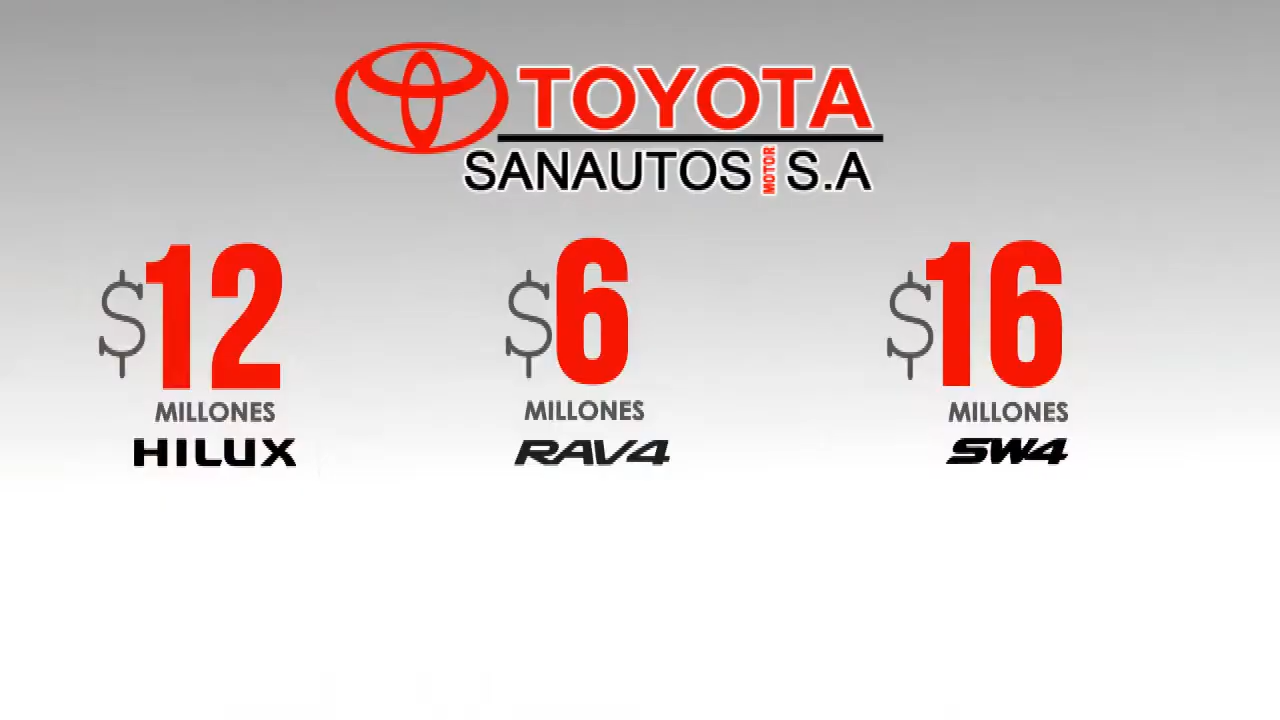 TOYOTA
SANAUTOS MOTOR S.A
$12 $6 $16
MILLONES MILLONES MILLONES
HILUX RAV4 SW4